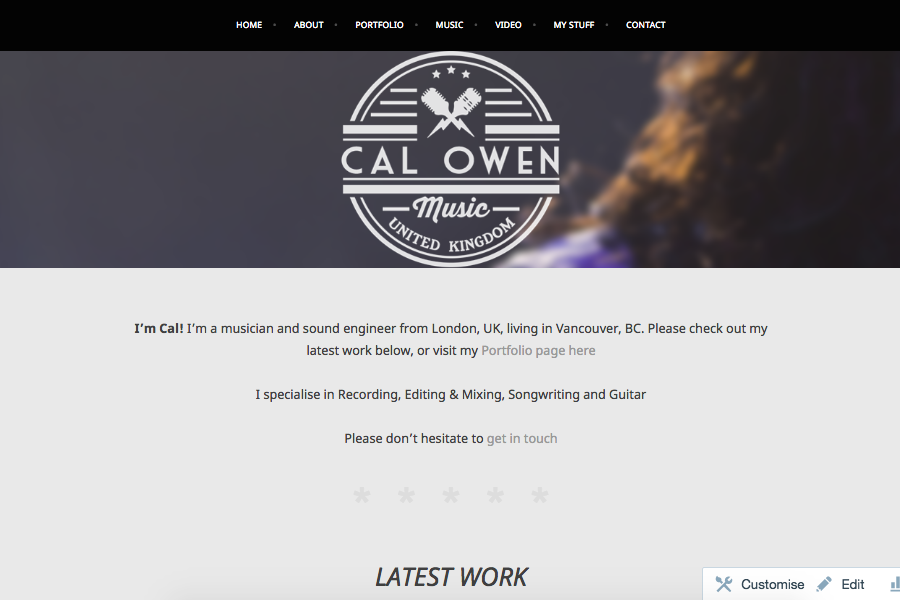 HOME • ABOUT • PORTFOLIO • MUSIC • VIDEO • MY STUFF • CONTACT
CAL OWEN
Music
UNITED KINGDOM
I’m Cal! I’m a musician and sound engineer from London, UK, living in Vancouver, BC. Please check out my
latest work below, or visit my Portfolio page here
I specialise in Recording, Editing & Mixing, Songwriting and Guitar
Please don’t hesitate to get in touch
* * * * *
LATEST WORK
Customise Edit